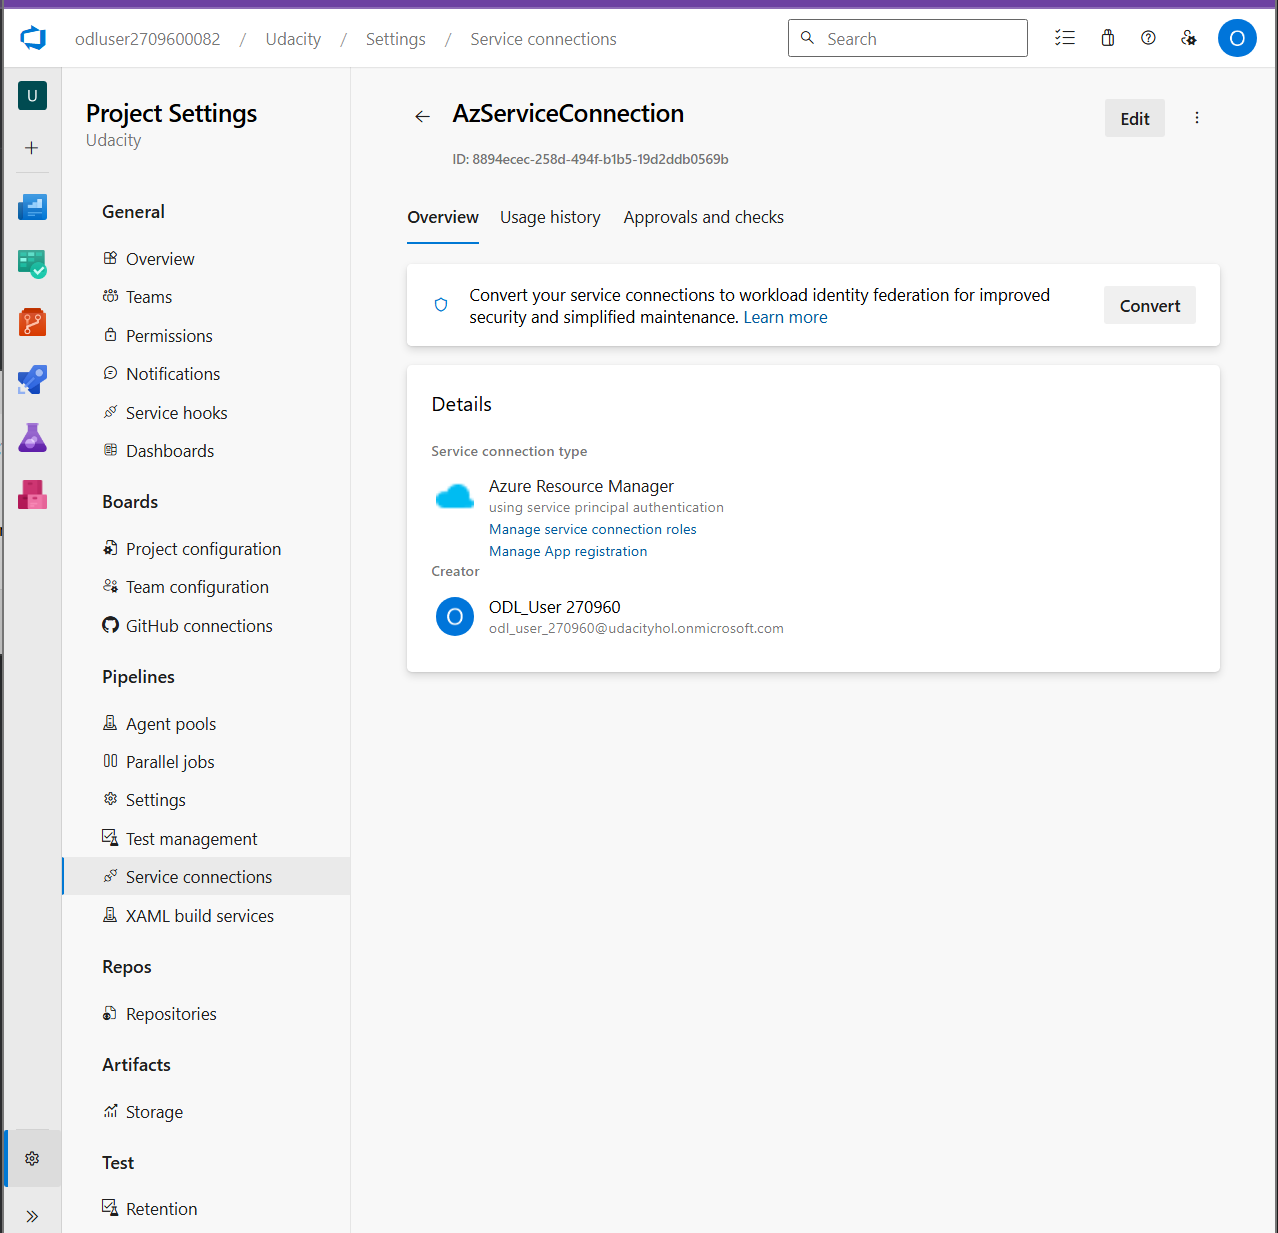 odluser2709600082 / Udacity / Settings / Service connections
Search
O
U
Project Settings
Udacity
General
Overview
Teams
Permissions
Notifications
Service hooks
Dashboards
Boards
Project configuration
Team configuration
GitHub connections
Pipelines
Agent pools
Parallel jobs
Settings
Test management
Service connections
XAML build services
Repos
Repositories
Artifacts
Storage
Test
Retention
AzServiceConnection
Edit
ID: 8894ecec-258d-494f-b1b5-19d2ddb0569b
Overview Usage history Approvals and checks
Convert your service connections to workload identity federation for improved
security and simplified maintenance. Learn more
Convert
Details
Service connection type
Azure Resource Manager
using service principal authentication
Manage service connection roles
Manage App registration
Creator
O
ODL_User 270960
odl_user_270960@udacityhol.onmicrosoft.com